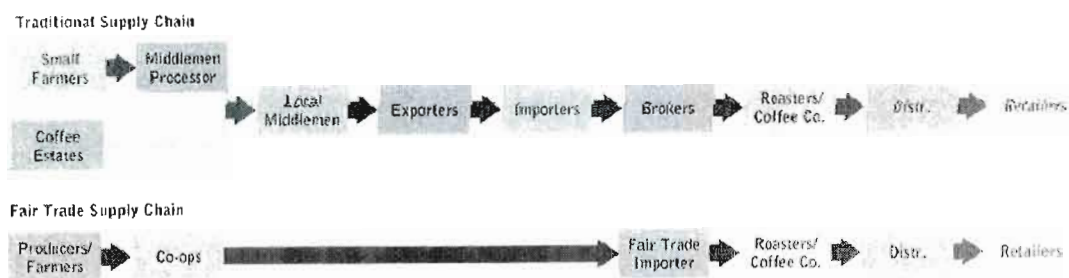 Traditional Supply Chain
Small
Farmers
Middlemen
Processor
Coffee
Estates
Local
Middlemen
Exporters
Importers
Brokers
Roasters/
Coffee Co.
Distr.
Retailers
Fair Trade Supply Chain
Producers/
Farmers
Co-ops
Fair Trade
Importer
Roasters/
Coffee Co.
Distr.
Retailers